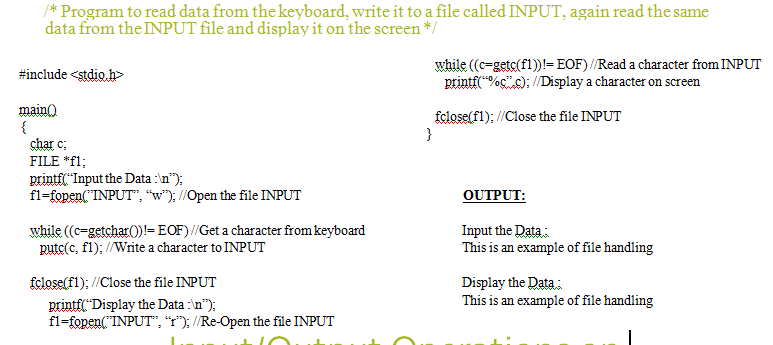 /* Program to read data from the keyboard, write it to a file called INPUT, again read the same
data from the INPUT file and display it on the screen */
#include <stdio.h>
main()
{
char c;
FILE *f1;
printf(“Input the Data :\n”);
f1=fopen(”INPUT”, “w”); //Open the file INPUT
while ((c=getchar())!= EOF) //Get a character from keyboard
putc(c, f1); //Write a character to INPUT
fclose(f1); //Close the file INPUT
printf(“Display the Data :\n”);
f1=fopen(”INPUT”, “r”); //Re-Open the file INPUT
while ((c=getc(f1))!= EOF) //Read a character from INPUT
printf(“%c”,c); //Display a character on screen
fclose(f1); //Close the file INPUT
}
OUTPUT:
Input the Data :
This is an example of file handling
Display the Data :
This is an example of file handling
Input/Output Operations on